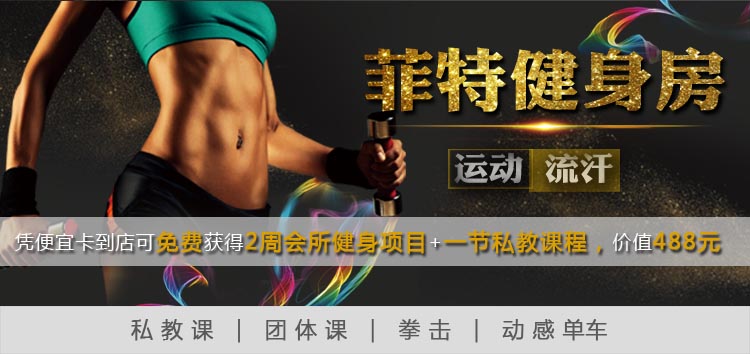 菲特健身房
运动 流汗
凭便宜卡到店可免费获得2周会所健身项目+一节私教课程，价值488元
私教课 | 团体课 | 拳击 | 动感单车